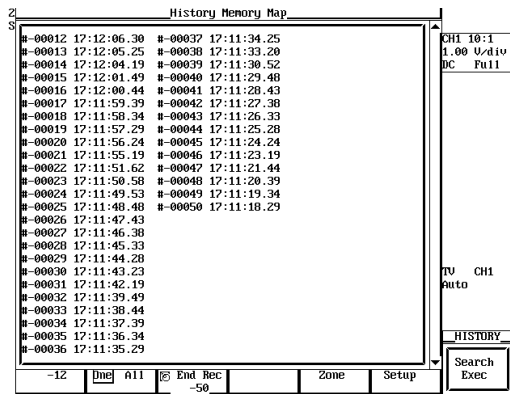 2
History Memory Map
S
#-00012 17:12:06.30 #-00037 17:11:34.25
#-00013 17:12:05.25 #-00038 17:11:33.20
#-00014 17:12:04.19 #-00039 17:11:30.52
#-00015 17:12:01.49 #-00040 17:11:29.48
#-00016 17:12:00.44 #-00041 17:11:28.43
#-00017 17:11:59.39 #-00042 17:11:27.38
#-00018 17:11:58.34 #-00043 17:11:26.33
#-00019 17:11:57.29 #-00044 17:11:25.28
#-00020 17:11:56.24 #-00045 17:11:24.24
#-00021 17:11:55.19 #-00046 17:11:23.19
#-00022 17:11:51.62 #-00047 17:11:21.44
#-00023 17:11:50.58 #-00048 17:11:20.39
#-00024 17:11:49.53 #-00049 17:11:19.34
#-00025 17:11:48.48 #-00050 17:11:18.29
#-00026 17:11:47.43
#-00027 17:11:46.38
#-00028 17:11:45.33
#-00029 17:11:44.28
#-00030 17:11:43.23
#-00031 17:11:42.19
#-00032 17:11:39.49
#-00033 17:11:38.44
#-00034 17:11:37.39
#-00035 17:11:36.34
#-00036 17:11:35.29
CH1 10:1
1.00 V/div
DC Full
TV CH1
Auto
HISTORY
Search
Exec
-12
One All
End Rec
-50
Zone
Setup